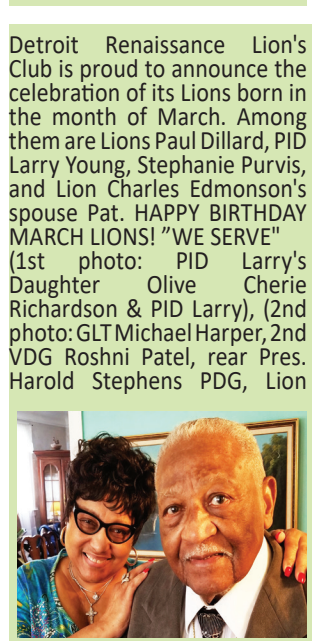 Detroit Renaissance Lion's
Club is proud to announce the
celebration of its Lions born in
the month of March. Among
them are Lions Paul Dillard, PID
Larry Young, Stephanie Purvis,
and Lion Charles Edmonson's
spouse Pat. HAPPY BIRTHDAY
MARCH LIONS! ”WE SERVE"
(1st photo: PID Larry's
Daughter Olive Cherie
Richardson & PID Larry), (2nd
photo: GLT Michael Harper, 2nd
VDG Roshni Patel, rear Pres.
Harold Stephens PDG, Lion